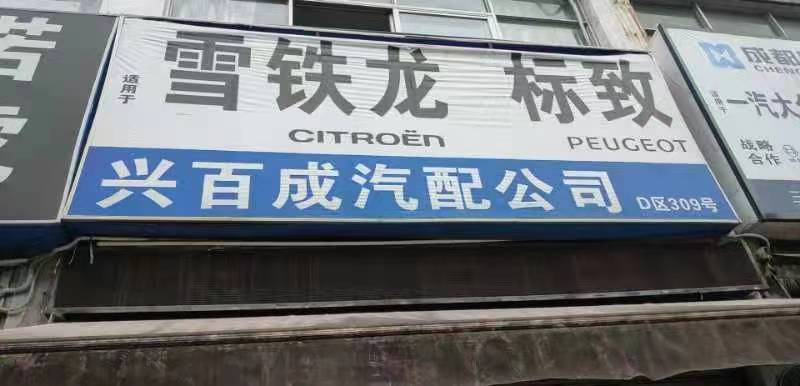 适用于
雪铁龙 标致
CITROËN PEUGEOT
兴百成汽配公司 D区309号
成都
CHEN
适用于
一汽大
战略
合作